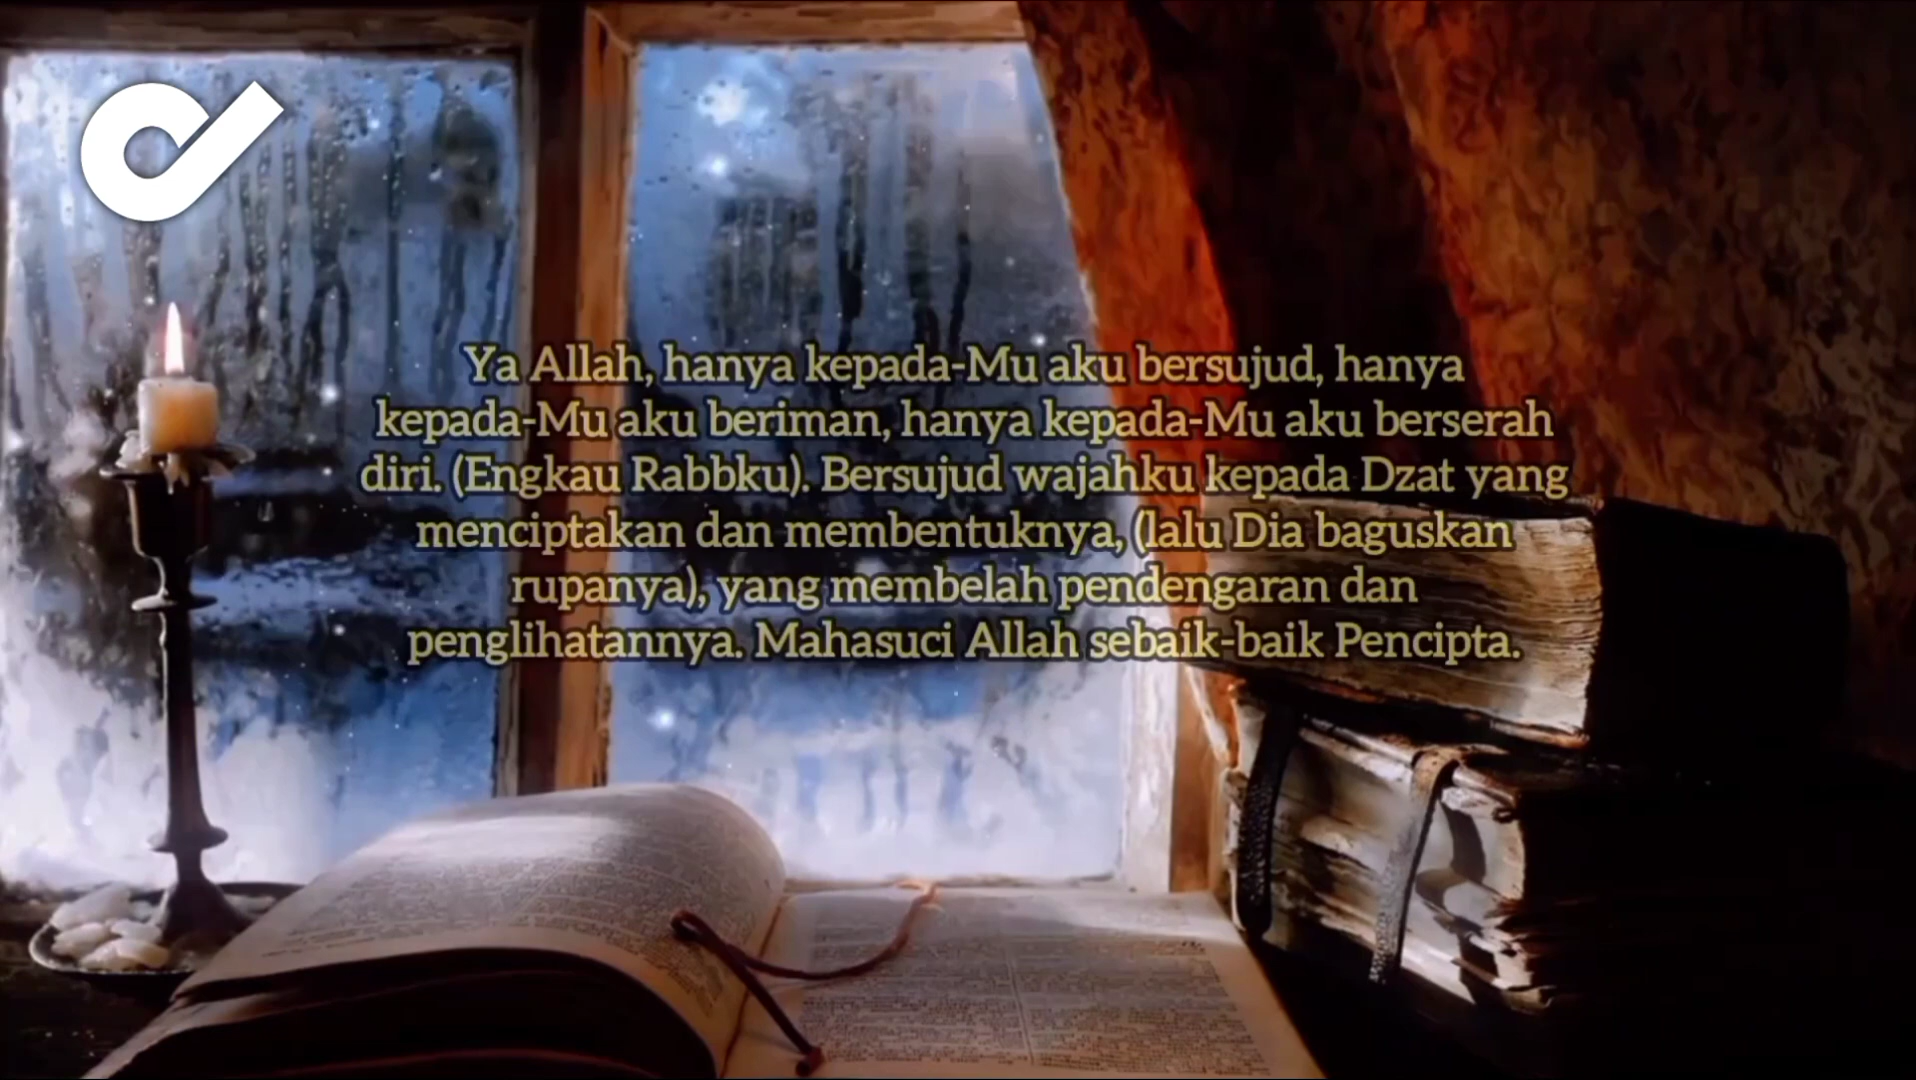 Ya Allah, hanya kepada-Mu aku bersujud, hanya
kepada-Mu aku beriman, hanya kepada-Mu aku berserah
diri. (Engkau Rabbku). Bersujud wajahku kepada Dzat yang
menciptakan dan membentuknya, (lalu Dia baguskan
rupanya), yang membelah pendengaran dan
penglihatannya. Mahasuci Allah sebaik-baik Pencipta.